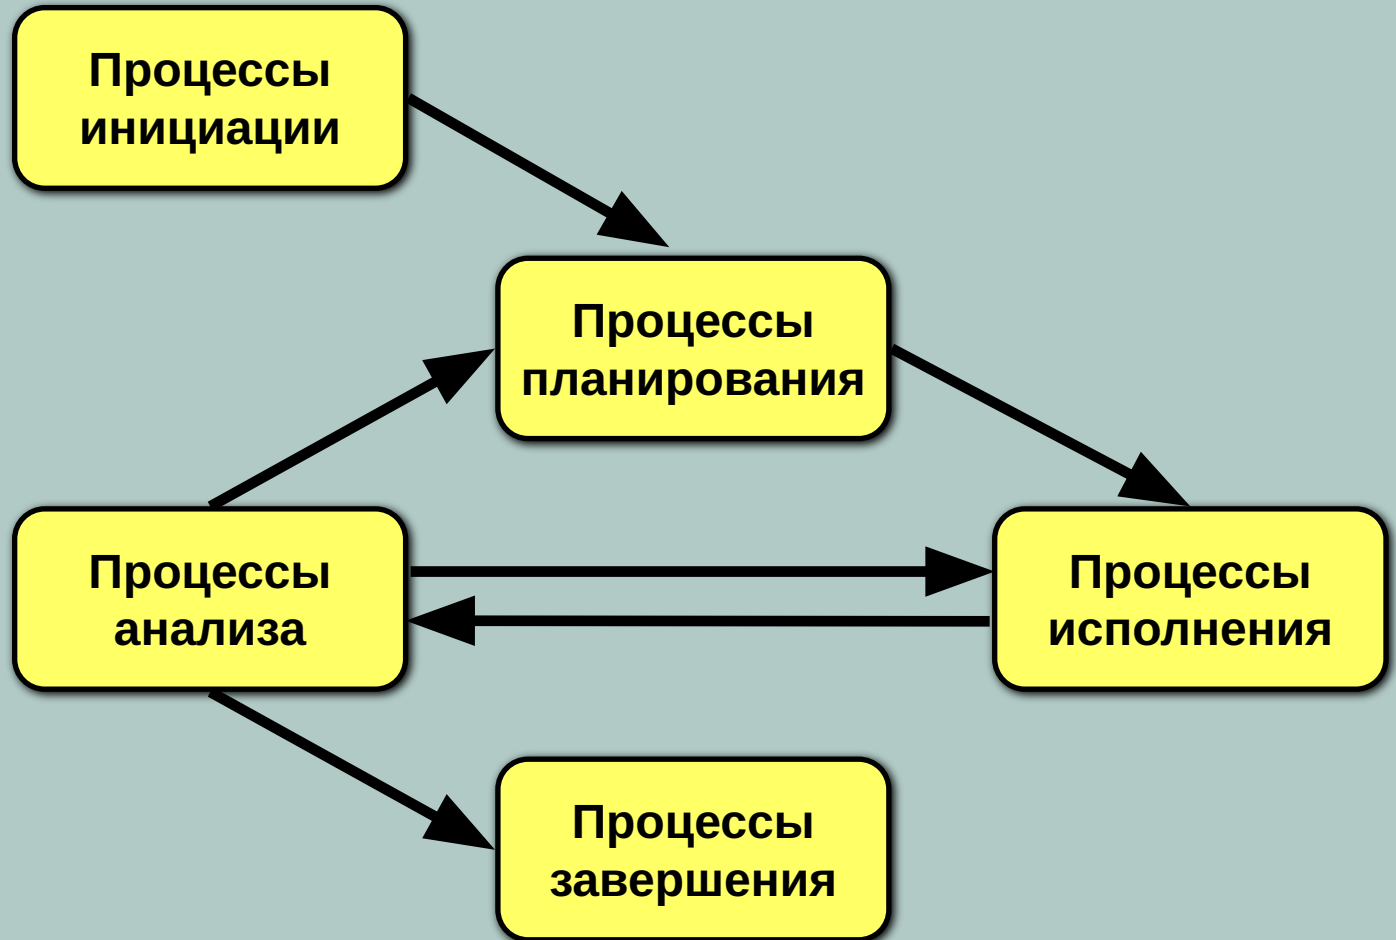 Процессы
инициации
Процессы
планирования
Процессы
анализа
Процессы
исполнения
Процессы
завершения